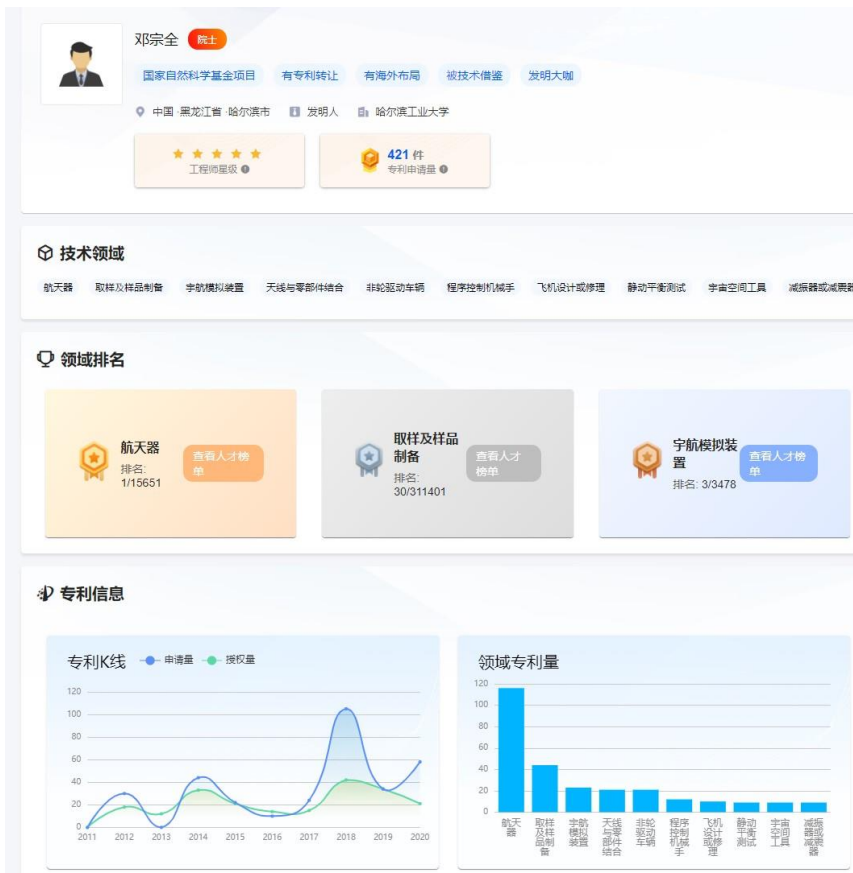 邓宗全 院士
国家自然科学基金项目 有专利转让 有海外布局 被技术借鉴 发明大咖
中国·黑龙江省·哈尔滨市 发明人 哈尔滨工业大学
工程师星级
421 件
专利申请量
技术领域
航天器 取样及样品制备 宇航模拟装置 天线与零部件结合 非轮驱动车辆 程序控制机械手 飞机设计或修理 静动平衡测试 宇宙空间工具 减振器或减震器
领域排名
航天器
排名:
1/15651
查看人才榜
单
取样及样品
制备
排名:
30/311401
查看人才
榜单
宇航模拟装
置
排名: 3/3478
查看人才榜
单
专利信息
专利K线 申请量 授权量
120
100
80
60
40
20
0
2011 2012 2013 2014 2015 2016 2017 2018 2019 2020
领域专利量
120
100
80
60
40
20
0
航天
器
取样
及样
品制
备
宇航
模拟
装置
天线
与零
部件
结合
非轮
驱动
车辆
程序
控制
机械
手
飞机
设计
或修
理
静动
平衡
测试
宇宙
空间
工具
减振
器或
减震
器